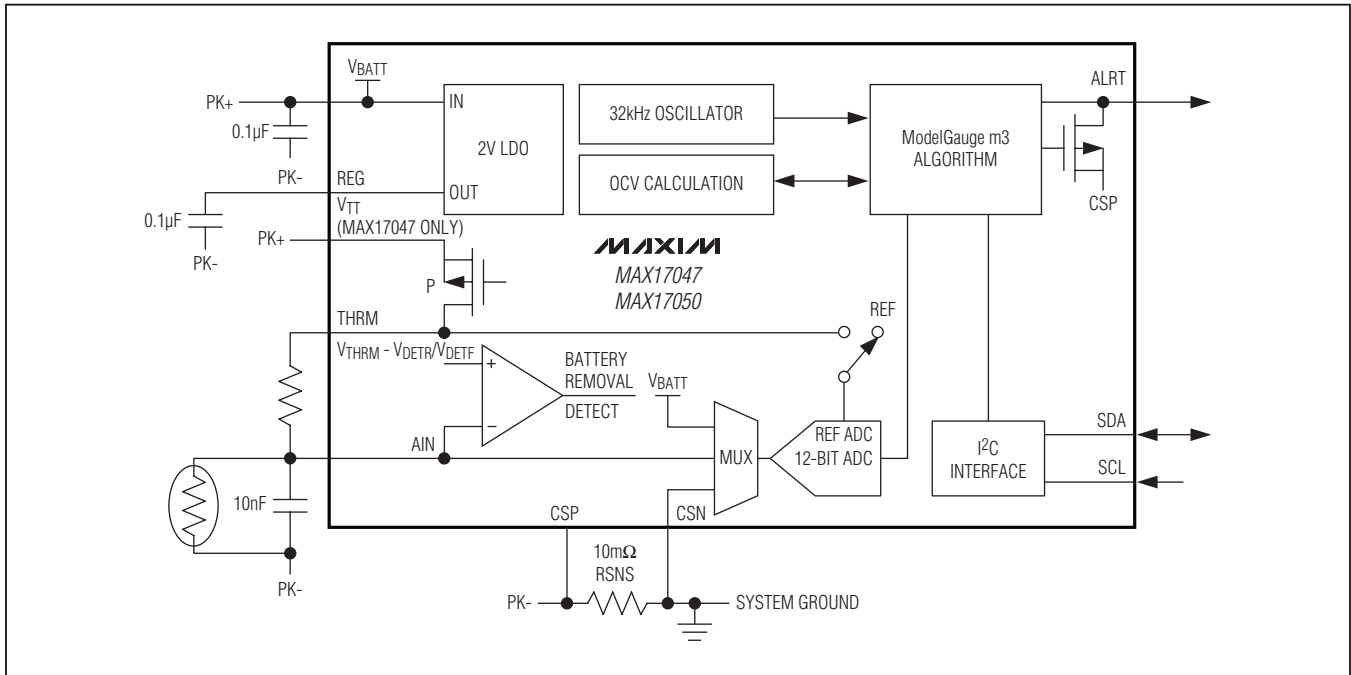 VBATT
PK+
IN
0.1µF
2V LDO
PK-
REG
OUT
VTT
(MAX17047 ONLY)
0.1µF
PK-
PK+
P
32kHz OSCILLATOR
OCV CALCULATION
ModelGauge m3
ALGORITHM
ALRT
CSP
MAXIM
MAX17047
MAX17050
THRM
VTHRM - VDETR/VDETF
+
−
BATTERY
REMOVAL
DETECT
VBATT
REF
AIN
MUX
REF ADC
12-BIT ADC
I2C
INTERFACE
SDA
SCL
10nF
PK-
CSP
CSN
10mΩ
RSNS
PK-
SYSTEM GROUND